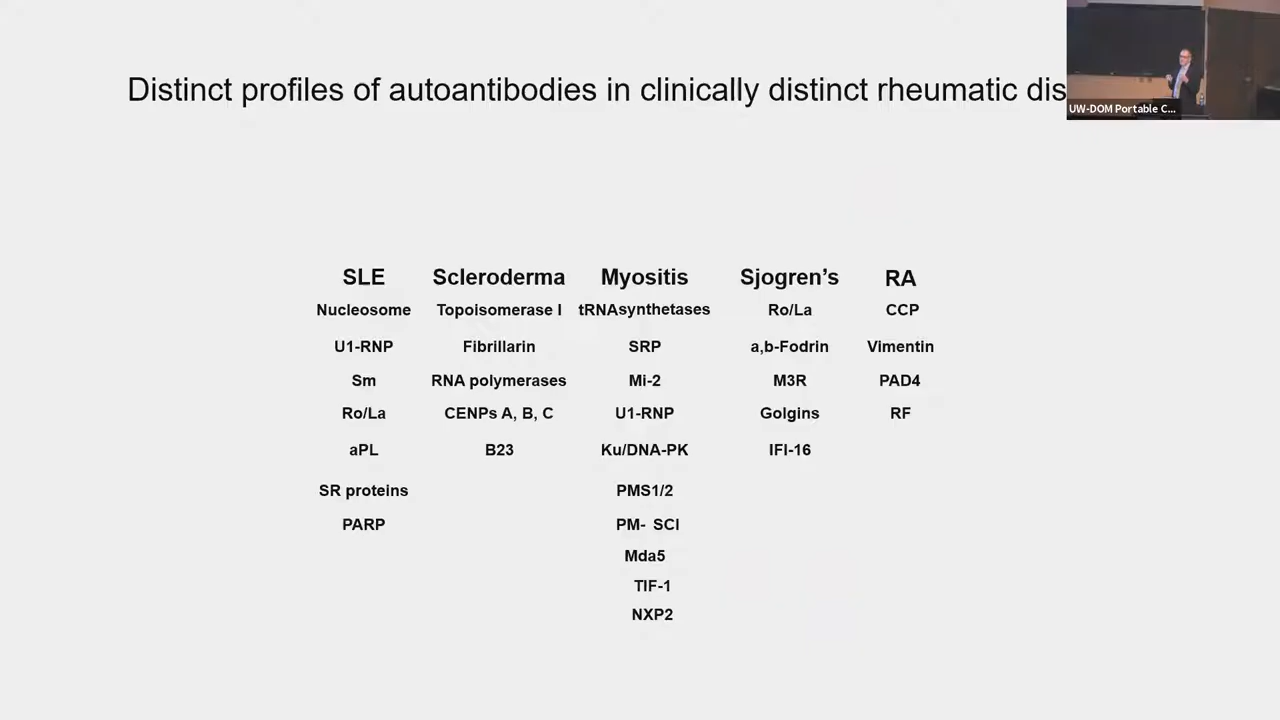 Distinct profiles of autoantibodies in clinically distinct rheumatic dis
UW-DOM Portable C...
SLE Scleroderma Myositis Sjogren’s RA
Nucleosome Topoisomerase I tRNAsynthetases Ro/La CCP
U1-RNP Fibrillarin SRP a,b-Fodrin Vimentin
Sm RNA polymerases Mi-2 M3R PAD4
Ro/La CENPs A, B, C U1-RNP Golgins RF
aPL B23 Ku/DNA-PK IFI-16
SR proteins PMS1/2
PARP PM- SCl
Mda5
TIF-1
NXP2